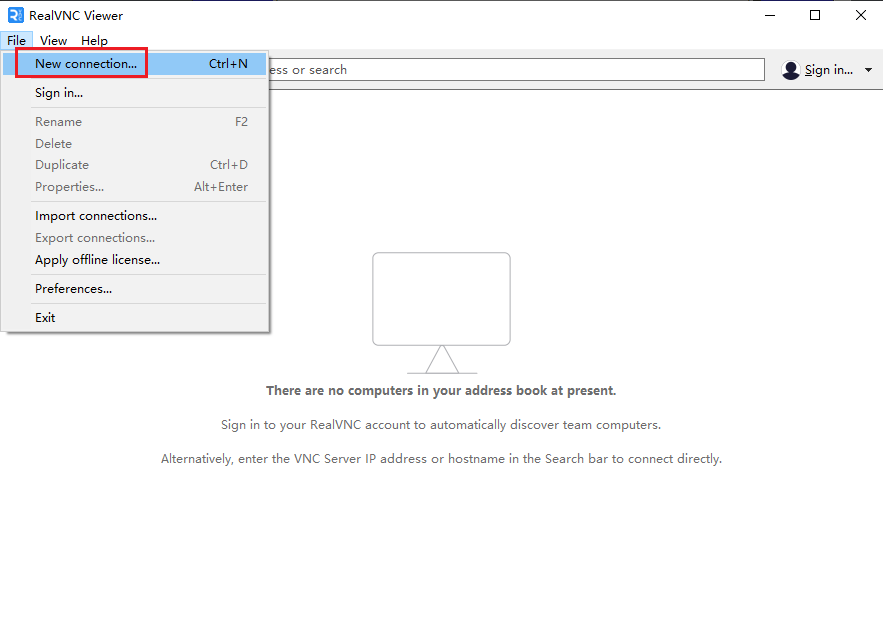 RealVNC Viewer
File View Help
New connection... Ctrl+N
ess or search
Sign in...
Sign in...
Rename F2
Delete
Duplicate Ctrl+D
Properties... Alt+Enter
Import connections...
Export connections...
Apply offline license...
Preferences...
Exit
There are no computers in your address book at present.
Sign in to your RealVNC account to automatically discover team computers.
Alternatively, enter the VNC Server IP address or hostname in the Search bar to connect directly.